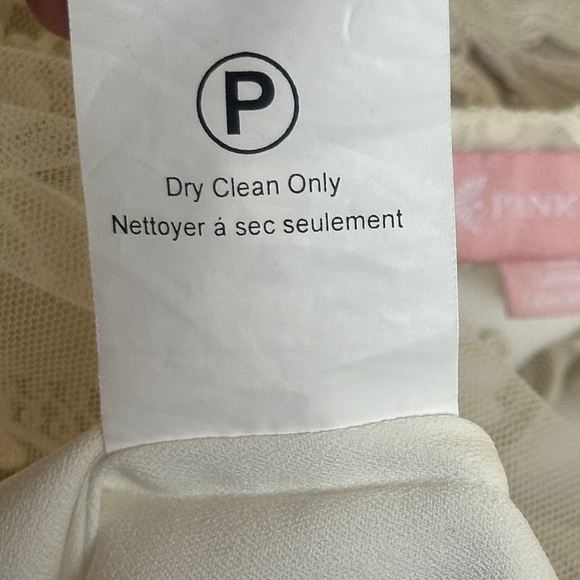 P
Dry Clean Only
Nettoyer á sec seulement
PINK